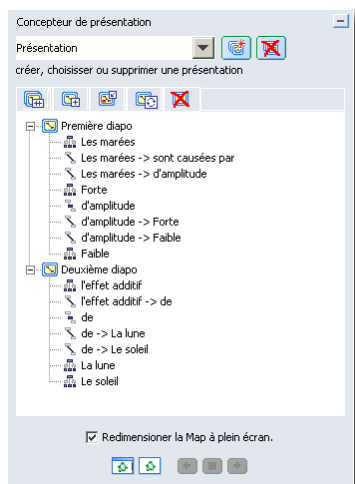 Concepteur de présentation
Présentation
créer, choisisser ou supprimer une présentation
Première diapo
Les marées
Les marées -> sont causées par
Les marées -> d'amplitude
Forte
d'amplitude
d'amplitude -> Forte
d'amplitude -> Faible
Faible
Deuxième diapo
l'effet additif
l'effet additif -> de
de
de -> La lune
de -> Le soleil
La lune
Le soleil
Redimensioner la Map à plein écran.